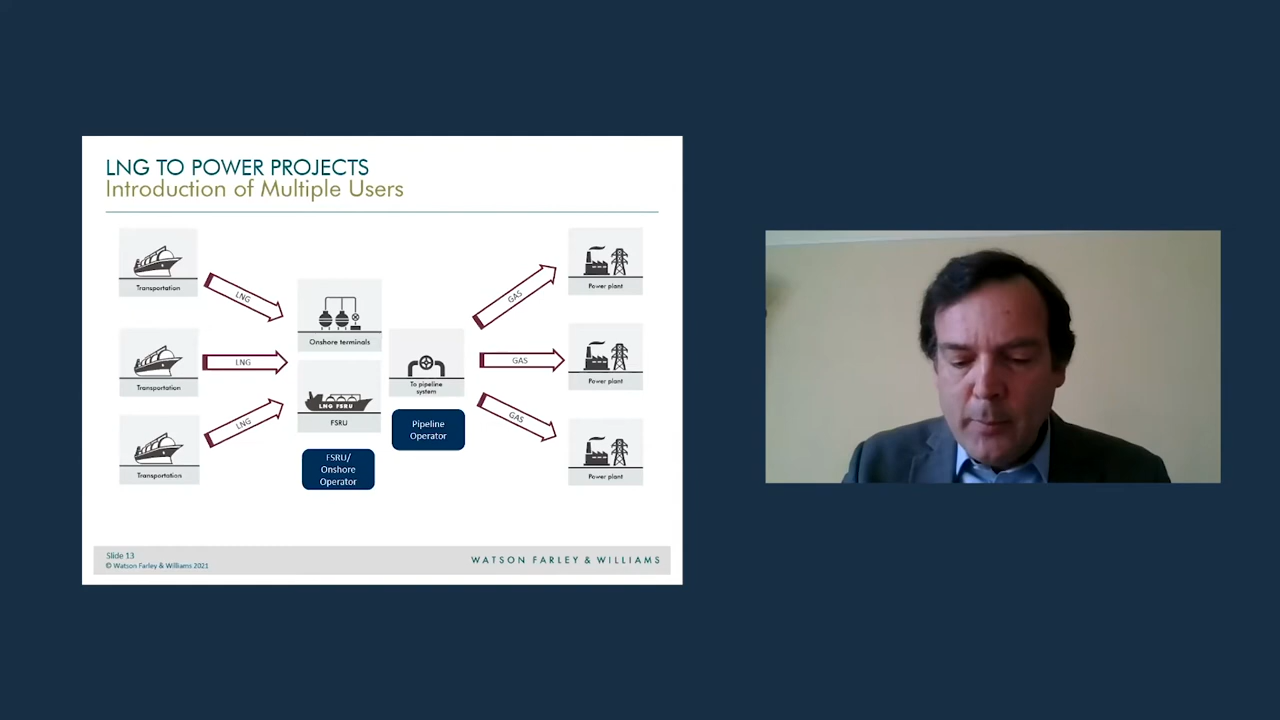 LNG TO POWER PROJECTS
Introduction of Multiple Users
Transportation
LNG
Transportation
LNG
Transportation
LNG
Onshore terminals
LNG FSRU
FSRU
FSRU/
Onshore
Operator
To pipeline
system
Pipeline
Operator
GAS
Power plant
GAS
Power plant
GAS
Power plant
Slide 13
© Watson Farley & Williams 2021
WATSON FARLEY & WILLIAMS